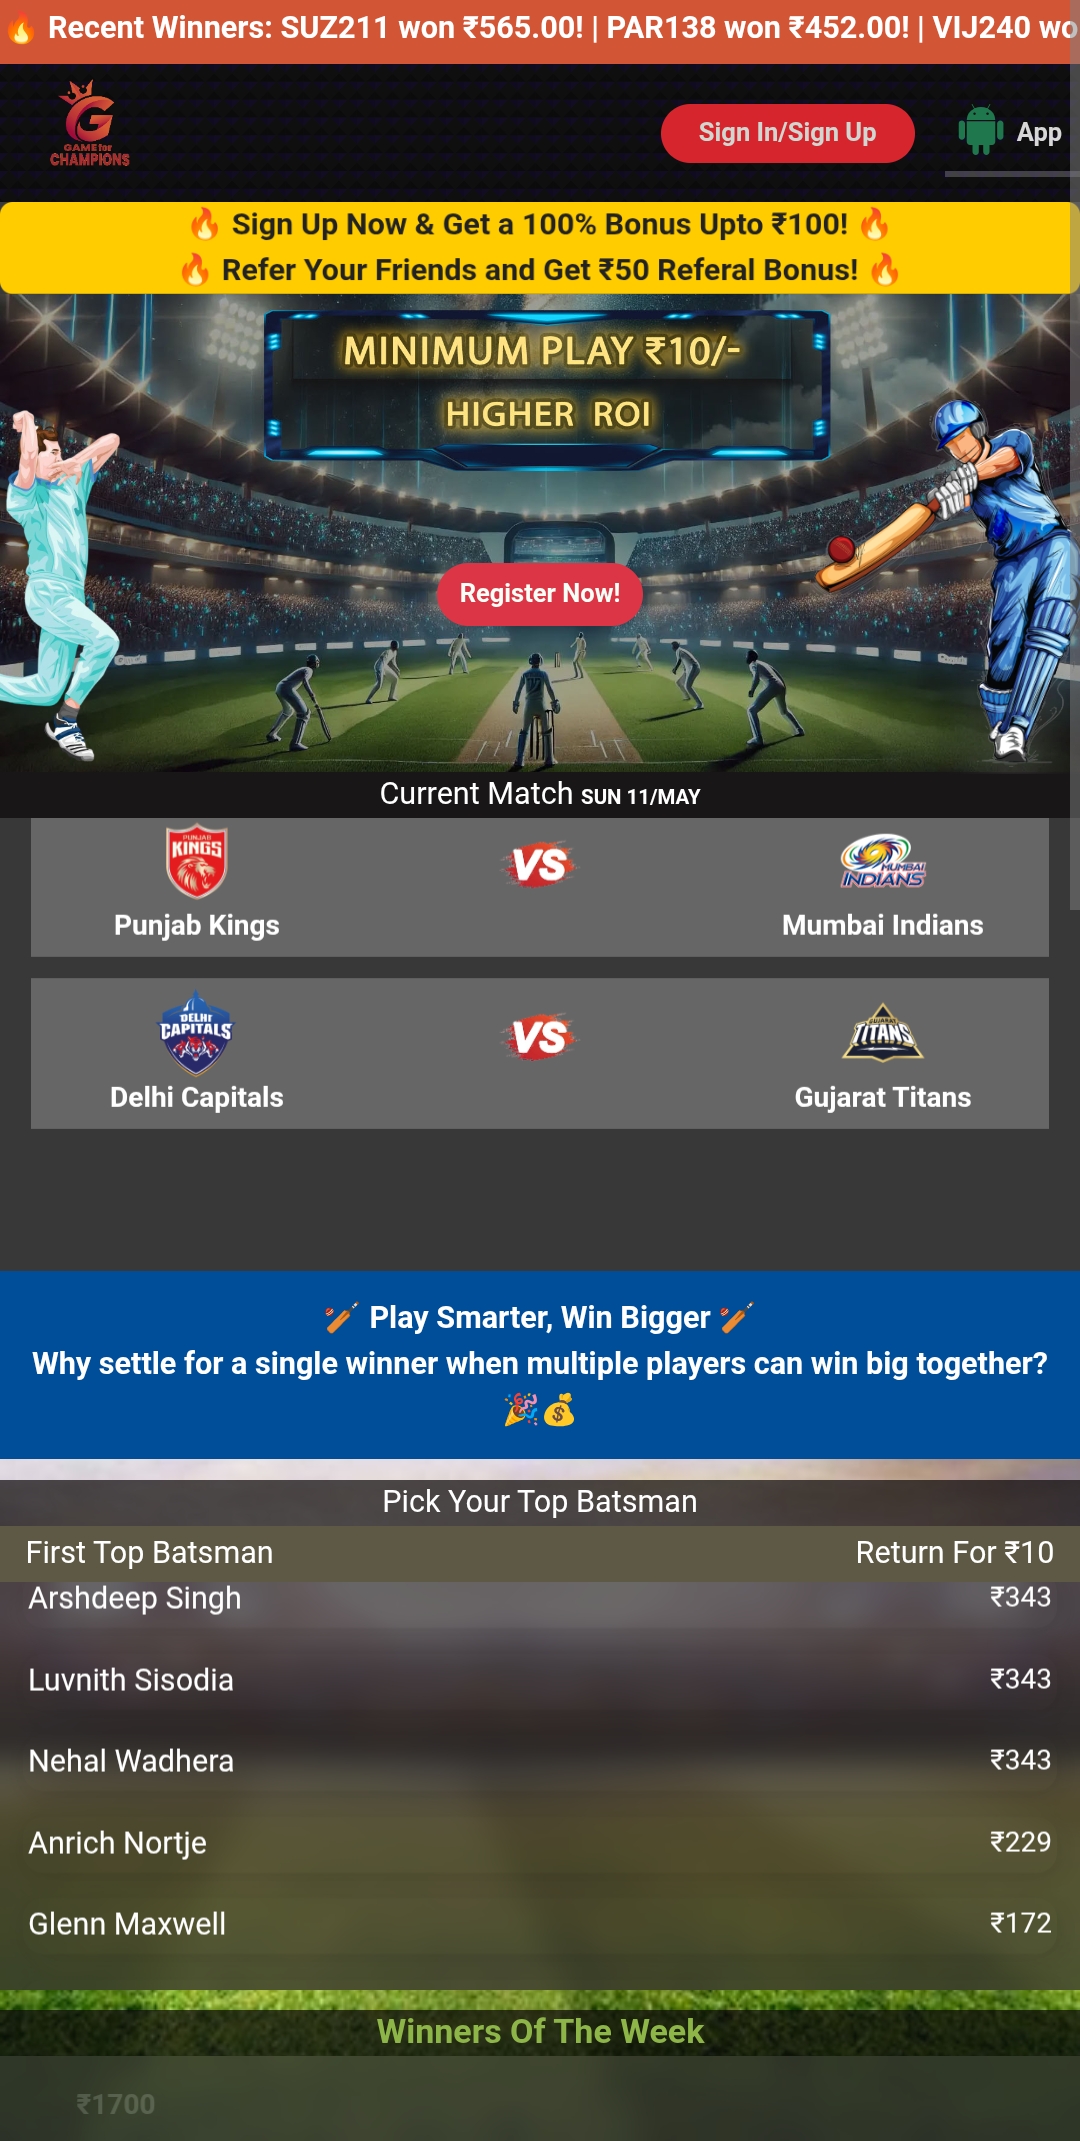 🔥 Recent Winners: SUZ211 won ₹565.00! | PAR138 won ₹452.00! | VIJ240 wo
GAME for
CHAMPIONS
Sign In/Sign Up
App
🔥 Sign Up Now & Get a 100% Bonus Upto ₹100! 🔥
🔥 Refer Your Friends and Get ₹50 Referal Bonus! 🔥
MINIMUM PLAY ₹10/-
HIGHER ROI
Register Now!
Current Match SUN 11/MAY
PUNJAB
KINGS
VS
MUMBAI
INDIANS
Punjab Kings
Mumbai Indians
DELHI
CAPITALS
VS
GUJARAT
TITANS
Delhi Capitals
Gujarat Titans
🏏 Play Smarter, Win Bigger 🏏
Why settle for a single winner when multiple players can win big together?
🎉💰
Pick Your Top Batsman
First Top Batsman Return For ₹10
Arshdeep Singh ₹343
Luvnith Sisodia ₹343
Nehal Wadhera ₹343
Anrich Nortje ₹229
Glenn Maxwell ₹172
Winners Of The Week
₹1700